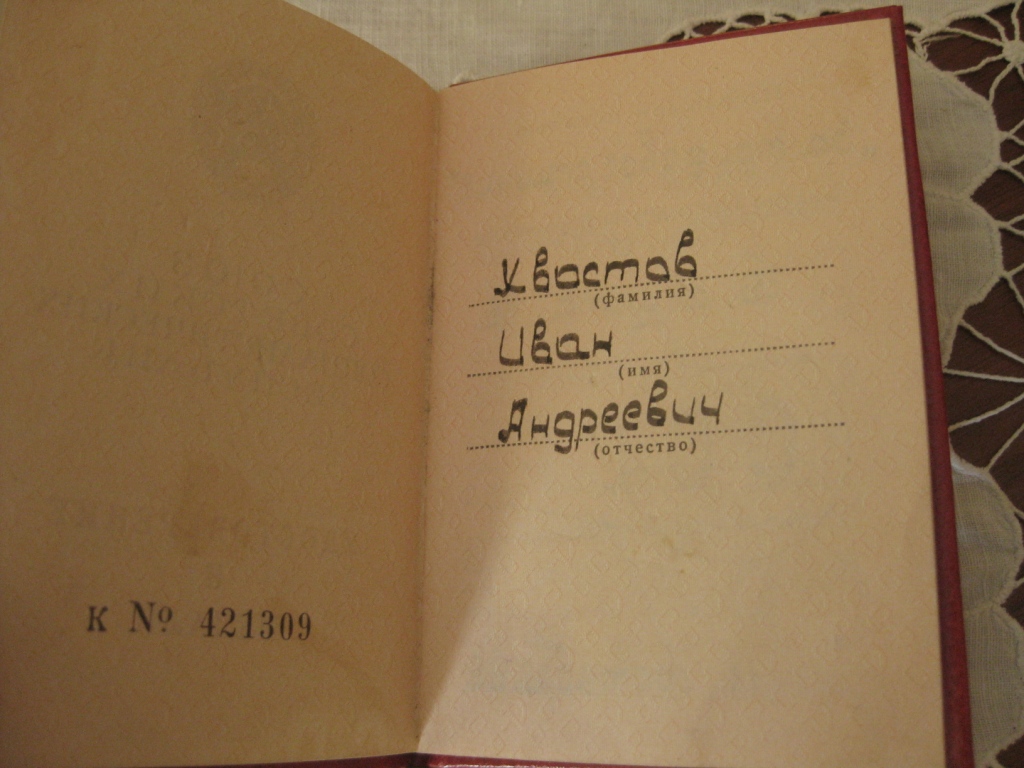 К № 421309
Хвостов
(фамилия)
Иван
(имя)
Андреевич
(отчество)